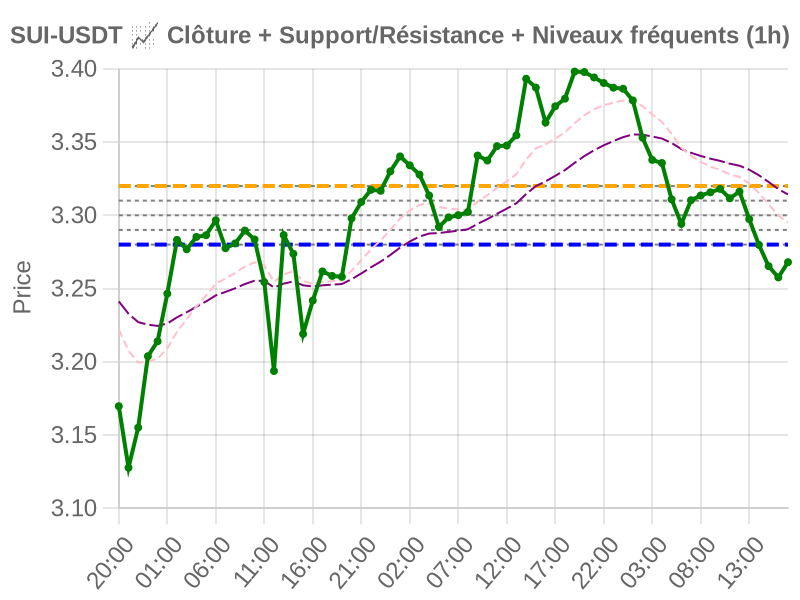 SUI-USDT 📈 Clôture + Support/Résistance + Niveaux fréquents (1h)
3.40
3.35
3.30
3.25
3.20
3.15
3.10
Price
20:00 01:00 06:00 11:00 16:00 21:00 02:00 07:00 12:00 17:00 22:00 03:00 08:00 13:00